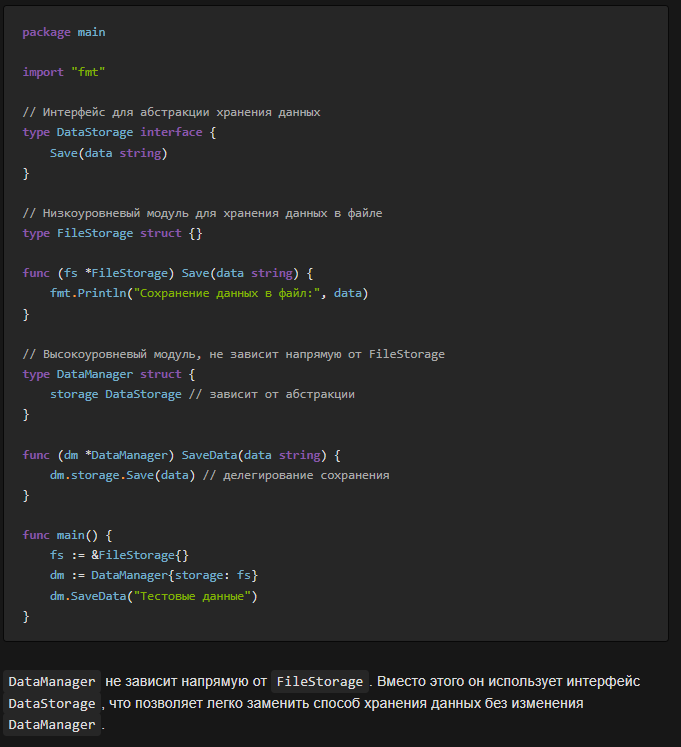 package main
import "fmt"
// Интерфейс для абстракции хранения данных
type DataStorage interface {
    Save(data string)
}
// Низкоуровневый модуль для хранения данных в файле
type FileStorage struct {}
func (fs *FileStorage) Save(data string) {
    fmt.Println("Сохранение данных в файл:", data)
}
// Высокоуровневый модуль, не зависит напрямую от FileStorage
type DataManager struct {
    storage DataStorage // зависит от абстракции
}
func (dm *DataManager) SaveData(data string) {
    dm.storage.Save(data) // делегирование сохранения
}
func main() {
    fs := &FileStorage{}
    dm := DataManager{storage: fs}
    dm.SaveData("Тестовые данные")
}
DataManager не зависит напрямую от FileStorage. Вместо этого он использует интерфейс
DataStorage, что позволяет легко заменить способ хранения данных без изменения
DataManager.